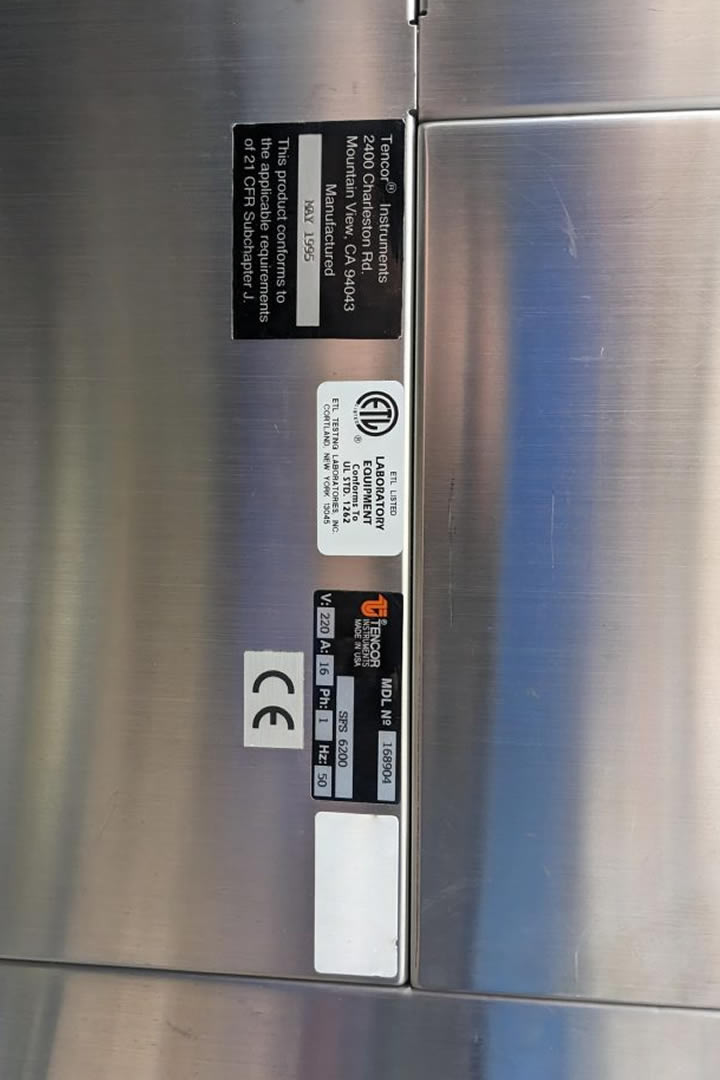 Tencor® Instruments
2400 Charleston Rd.
Mountain View, CA 94043
Manufactured
MAY 1995
This product conforms to
the applicable requirements
of 21 CFR Subchapter J.
ETL LISTED
LABORATORY
EQUIPMENT
Conforms To
UL STD. 1262
ETL ®
ETL TESTING LABORATORIES, INC.
CORTLAND, NEW YORK 13045
®
TENCOR
INSTRUMENTS
MADE IN USA
MDL Nº 168904
SFS 6200
V: 220 A: 16 Ph: 1 Hz: 50
CE